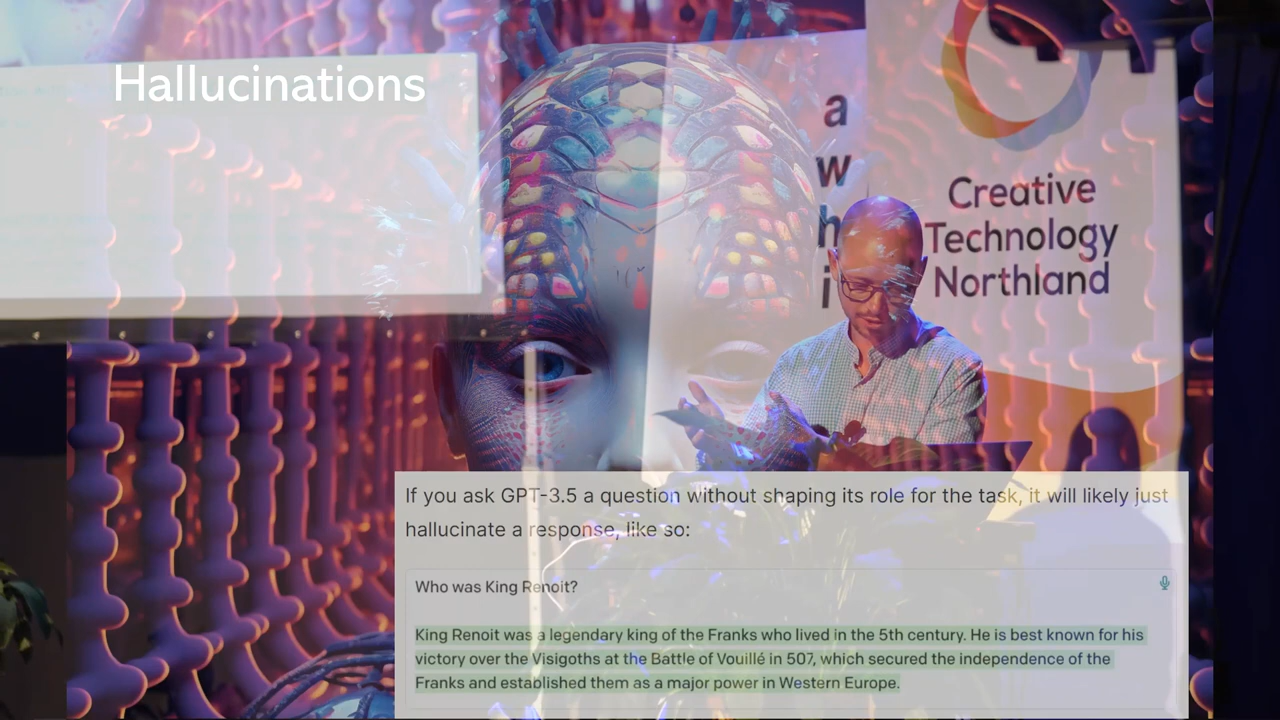 Hallucinations
a
w
h
i
Creative
Technology
Northland
If you ask GPT-3.5 a question without shaping its role for the task, it will likely just
hallucinate a response, like so:
Who was King Renoit?
King Renoit was a legendary king of the Franks who lived in the 5th century. He is best known for his
victory over the Visigoths at the Battle of Vouillé in 507, which secured the independence of the
Franks and established them as a major power in Western Europe.